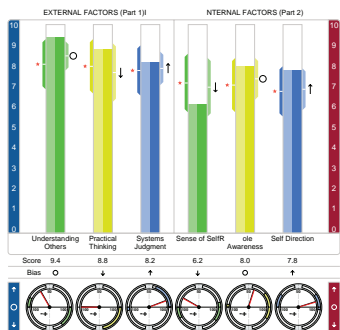 EXTERNAL FACTORS (Part 1)I NTERNAL FACTORS (Part 2)
10 10
9 9
8 8
7 7
6 6
5 5
4 4
3 3
2 2
1 1
0 0
Understanding Practical Systems Sense of SelfR ole Self Direction
Others Thinking Judgment Awareness
Score 9.4 8.8 8.2 6.2 8.0 7.8
Bias